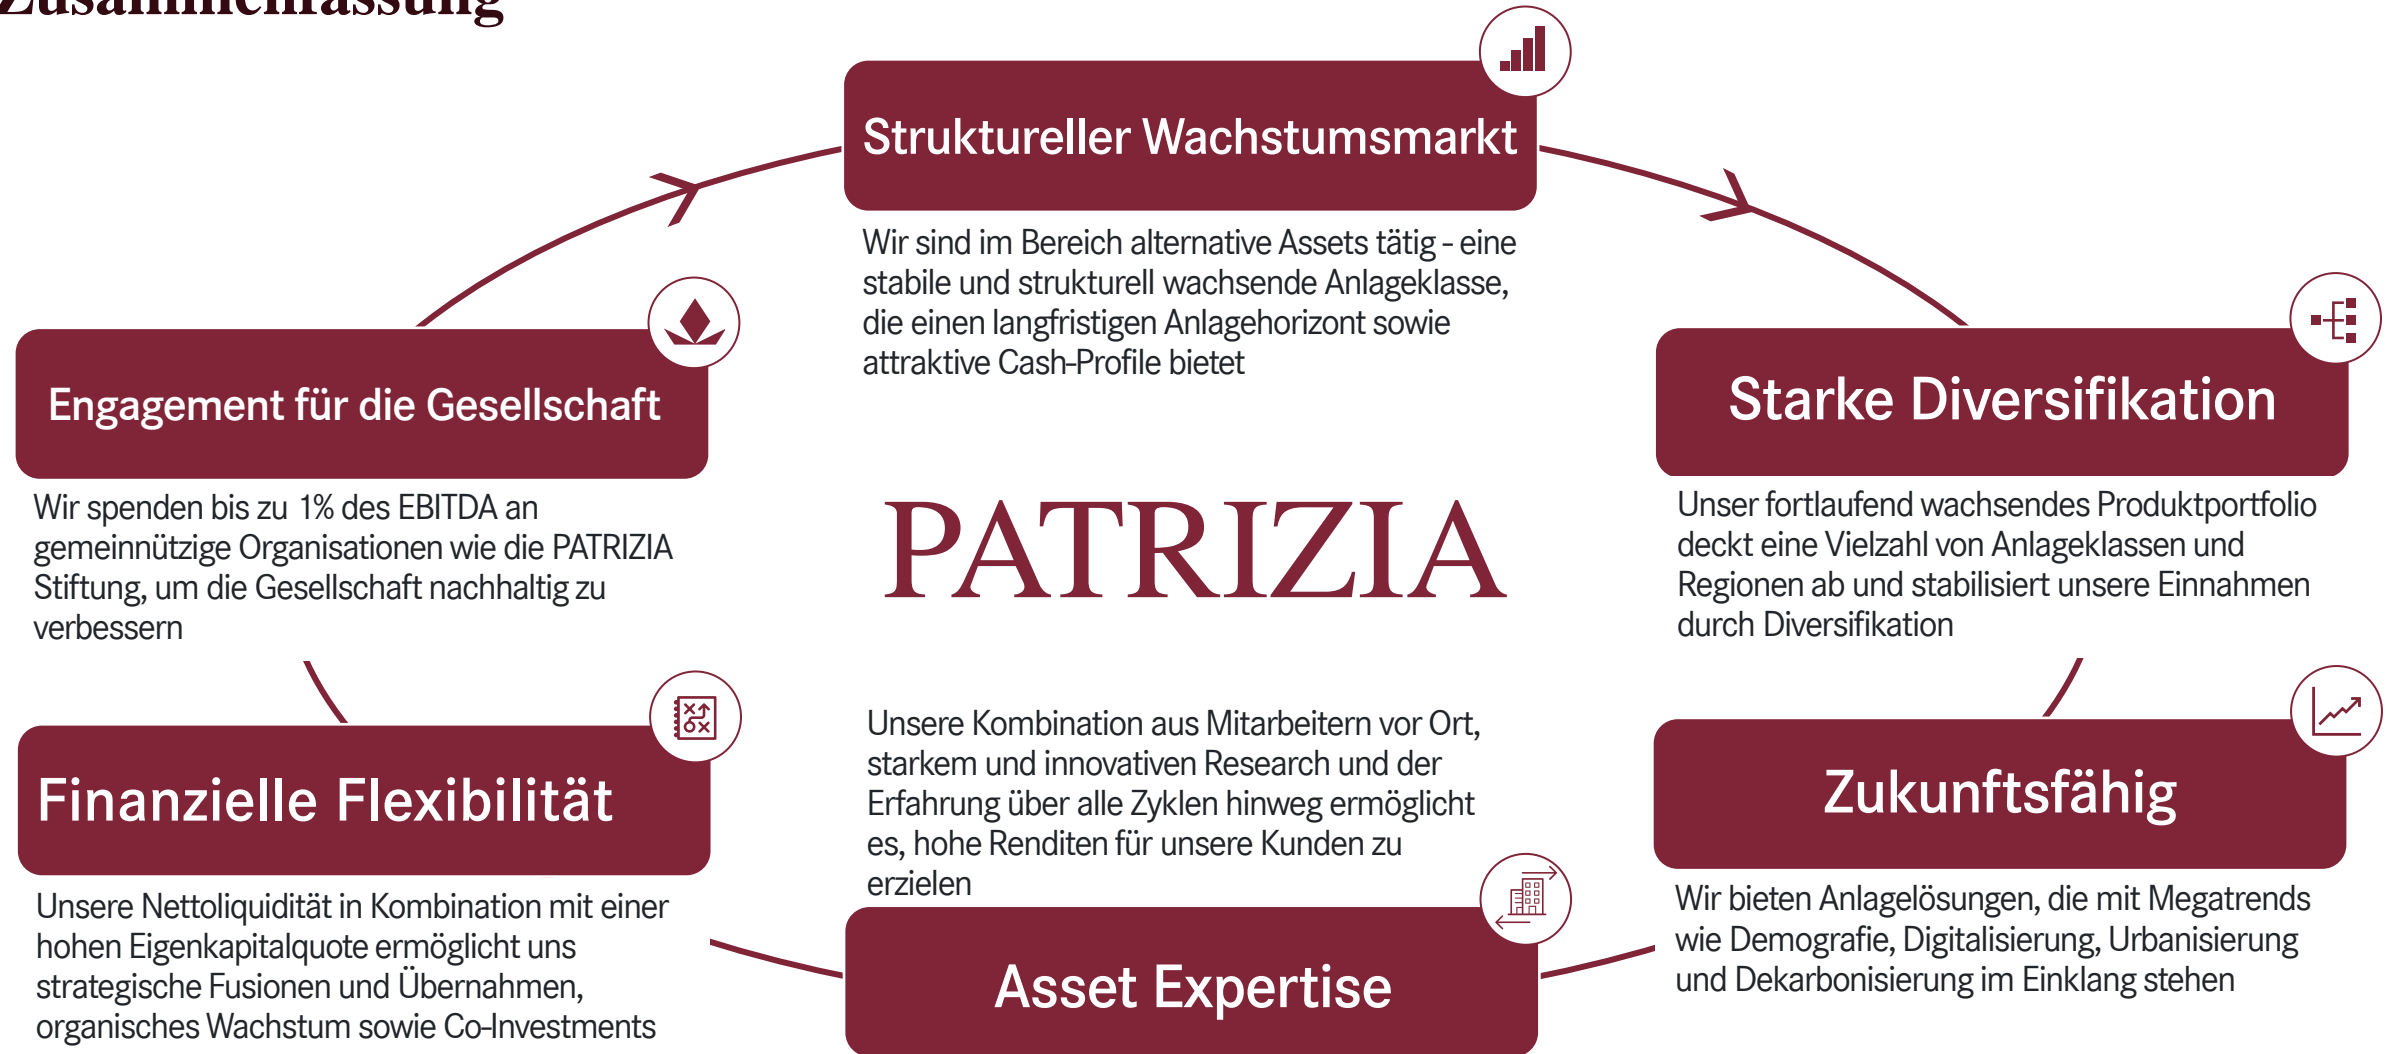 Zusammenfassung
Struktureller Wachstumsmarkt
Wir sind im Bereich alternative Assets tätig - eine
stabile und strukturell wachsende Anlageklasse,
die einen langfristigen Anlagehorizont sowie
attraktive Cash-Profile bietet
Starke Diversifikation
Unser fortlaufend wachsendes Produktportfolio
deckt eine Vielzahl von Anlageklassen und
Regionen ab und stabilisiert unsere Einnahmen
durch Diversifikation
Zukunftsfähig
Wir bieten Anlagelösungen, die mit Megatrends
wie Demografie, Digitalisierung, Urbanisierung
und Dekarbonisierung im Einklang stehen
Unsere Kombination aus Mitarbeitern vor Ort,
starkem und innovativen Research und der
Erfahrung über alle Zyklen hinweg ermöglicht
es, hohe Renditen für unsere Kunden zu
erzielen
Asset Expertise
Finanzielle Flexibilität
Unsere Nettoliquidität in Kombination mit einer
hohen Eigenkapitalquote ermöglicht uns
strategische Fusionen und Übernahmen,
organisches Wachstum sowie Co-Investments
Engagement für die Gesellschaft
Wir spenden bis zu 1% des EBITDA an
gemeinnützige Organisationen wie die PATRIZIA
Stiftung, um die Gesellschaft nachhaltig zu
verbessern
PATRIZIA